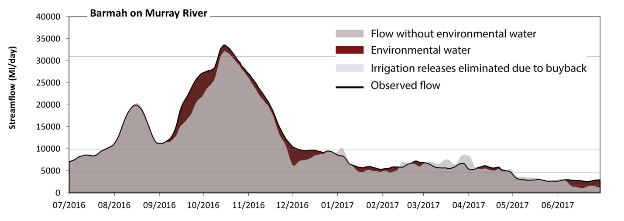 Barmah on Murray River
Streamflow (Ml/day)
40000
35000
30000
25000
20000
15000
10000
5000
0
07/2016 08/2016 09/2016 10/2016 11/2016 12/2016 01/2017 02/2017 03/2017 04/2017 05/2017 06/2017
Flow without environmental water
Environmental water
Irrigation releases eliminated due to buyback
Observed flow